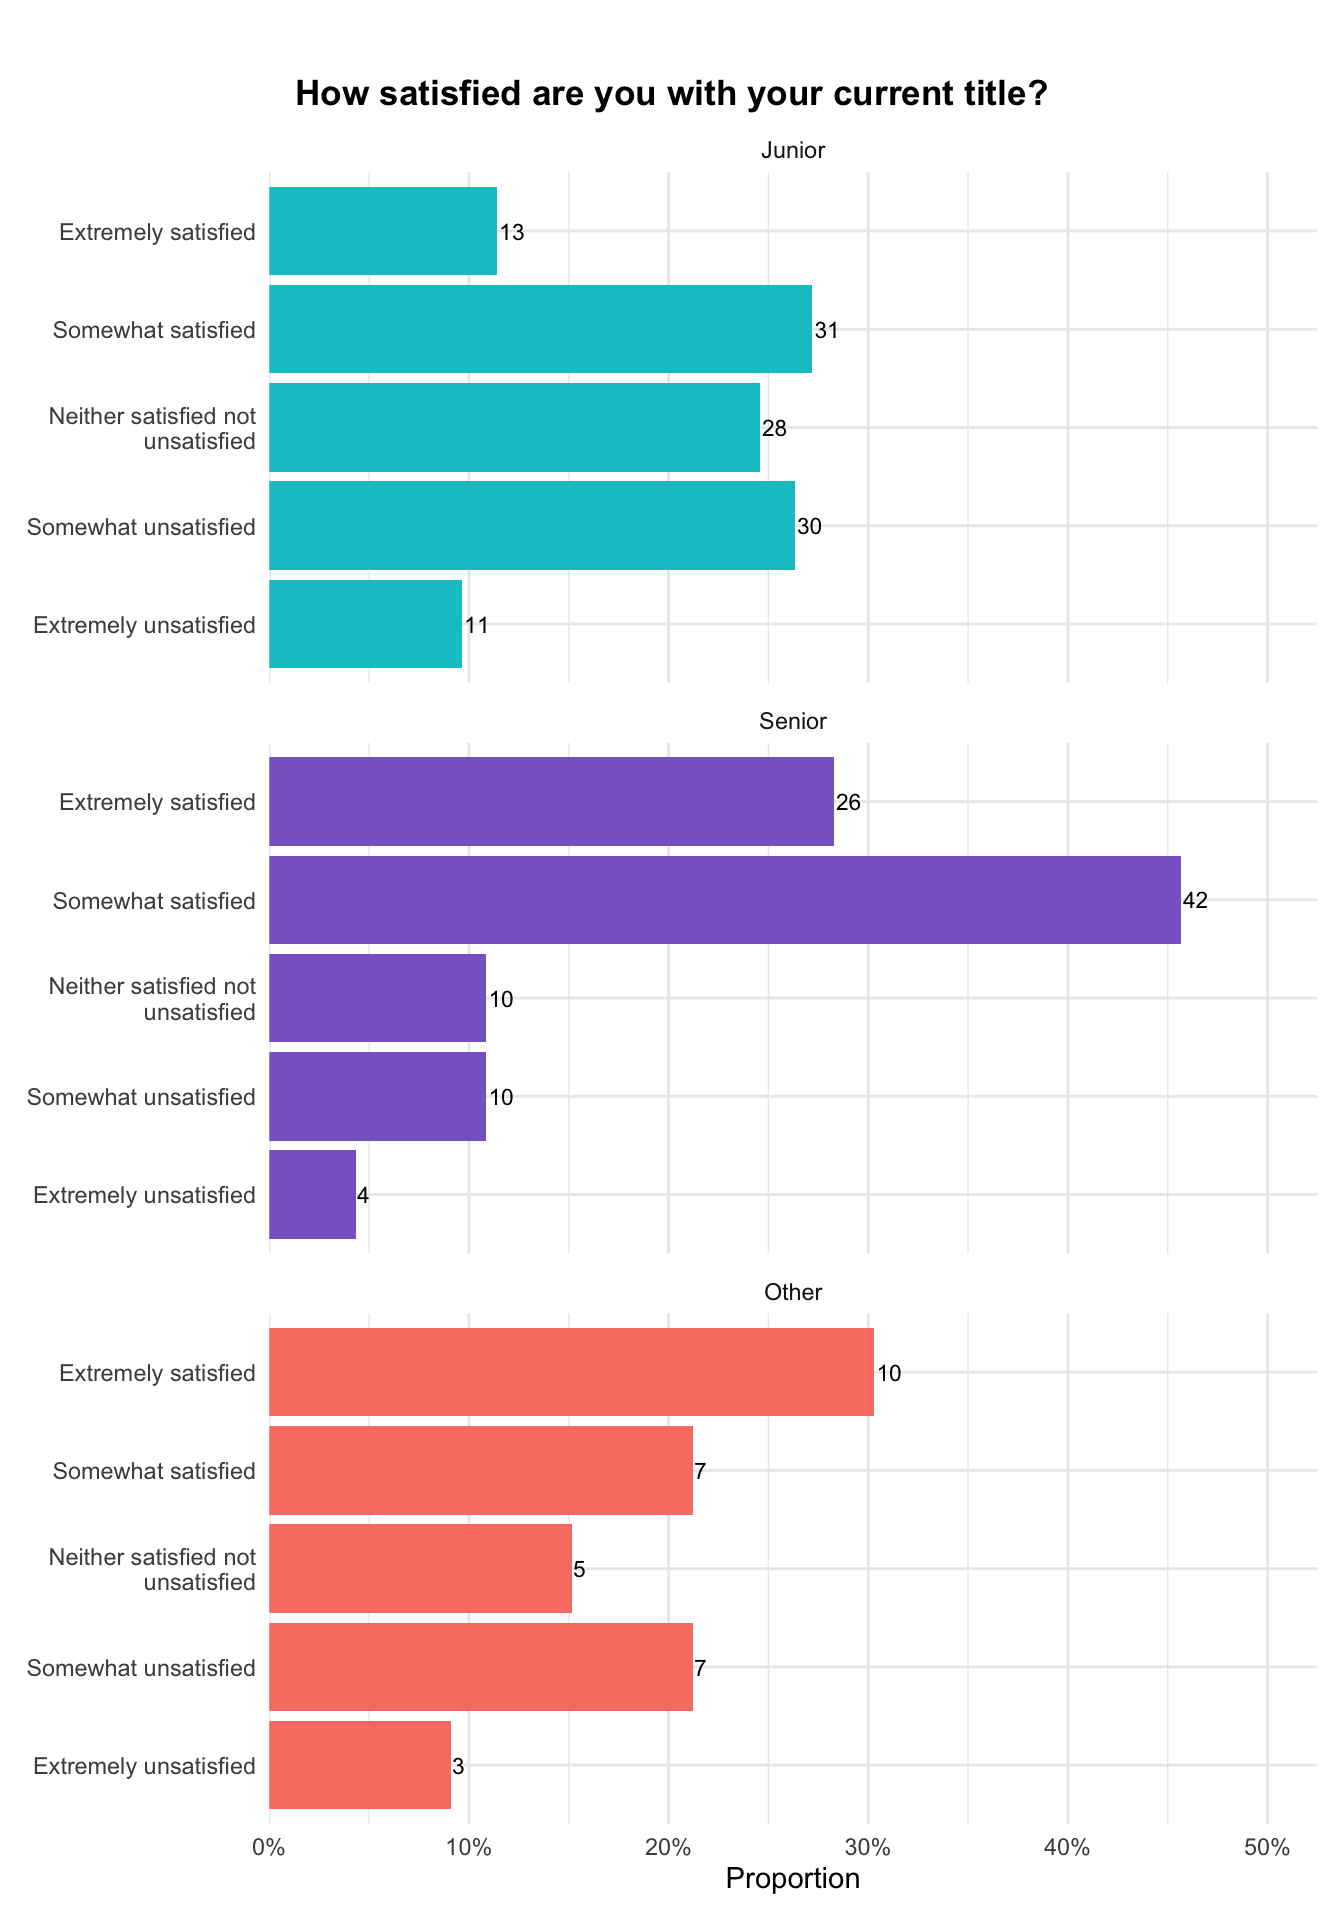 How satisfied are you with your current title?
Junior
Extremely satisfied
13
Somewhat satisfied
31
Neither satisfied not
unsatisfied
28
Somewhat unsatisfied
30
Extremely unsatisfied
11
Senior
Extremely satisfied
26
Somewhat satisfied
42
Neither satisfied not
unsatisfied
10
Somewhat unsatisfied
10
Extremely unsatisfied
4
Other
Extremely satisfied
10
Somewhat satisfied
7
Neither satisfied not
unsatisfied
5
Somewhat unsatisfied
7
Extremely unsatisfied
3
0% 10% 20% 30% 40% 50%
Proportion